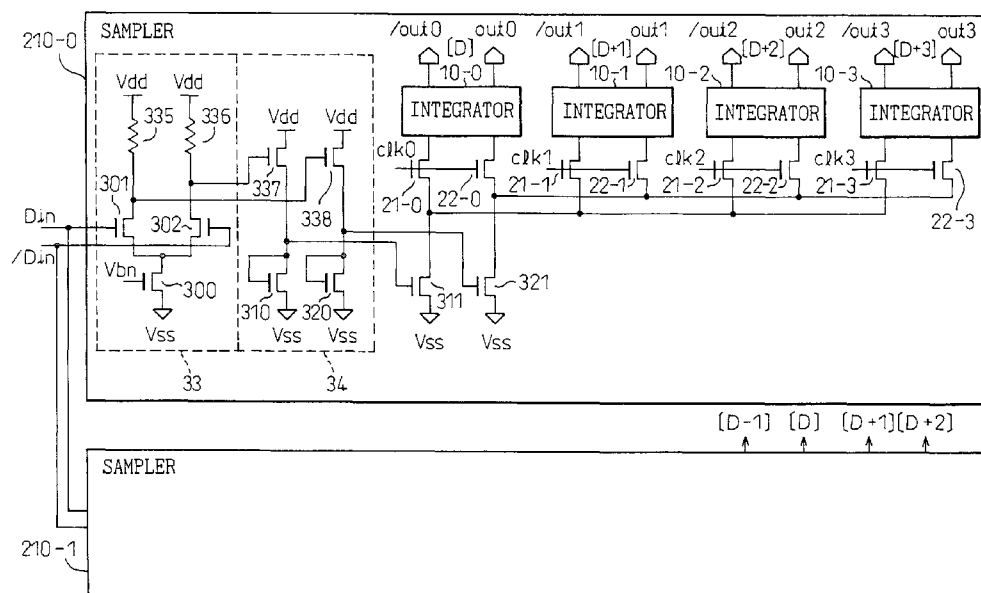 210-0
SAMPLER
/out0 out0 /out1 out1 /out2 out2 /out3 out3
[D] [D+1] [D+2] [D+3]
10-0 10-1 10-2 10-3
INTEGRATOR INTEGRATOR INTEGRATOR INTEGRATOR
Vdd Vdd
335 336
Vdd Vdd
337 338
clk0 clk1 clk2 clk3
21-0 22-0 21-1 22-1 21-2 22-2 21-3 22-3
301 302
Din
/Din
Vbn 300
310 320 311 321
Vss Vss Vss Vss Vss
33 34
[D-1] [D] [D+1] [D+2]
SAMPLER
210-1